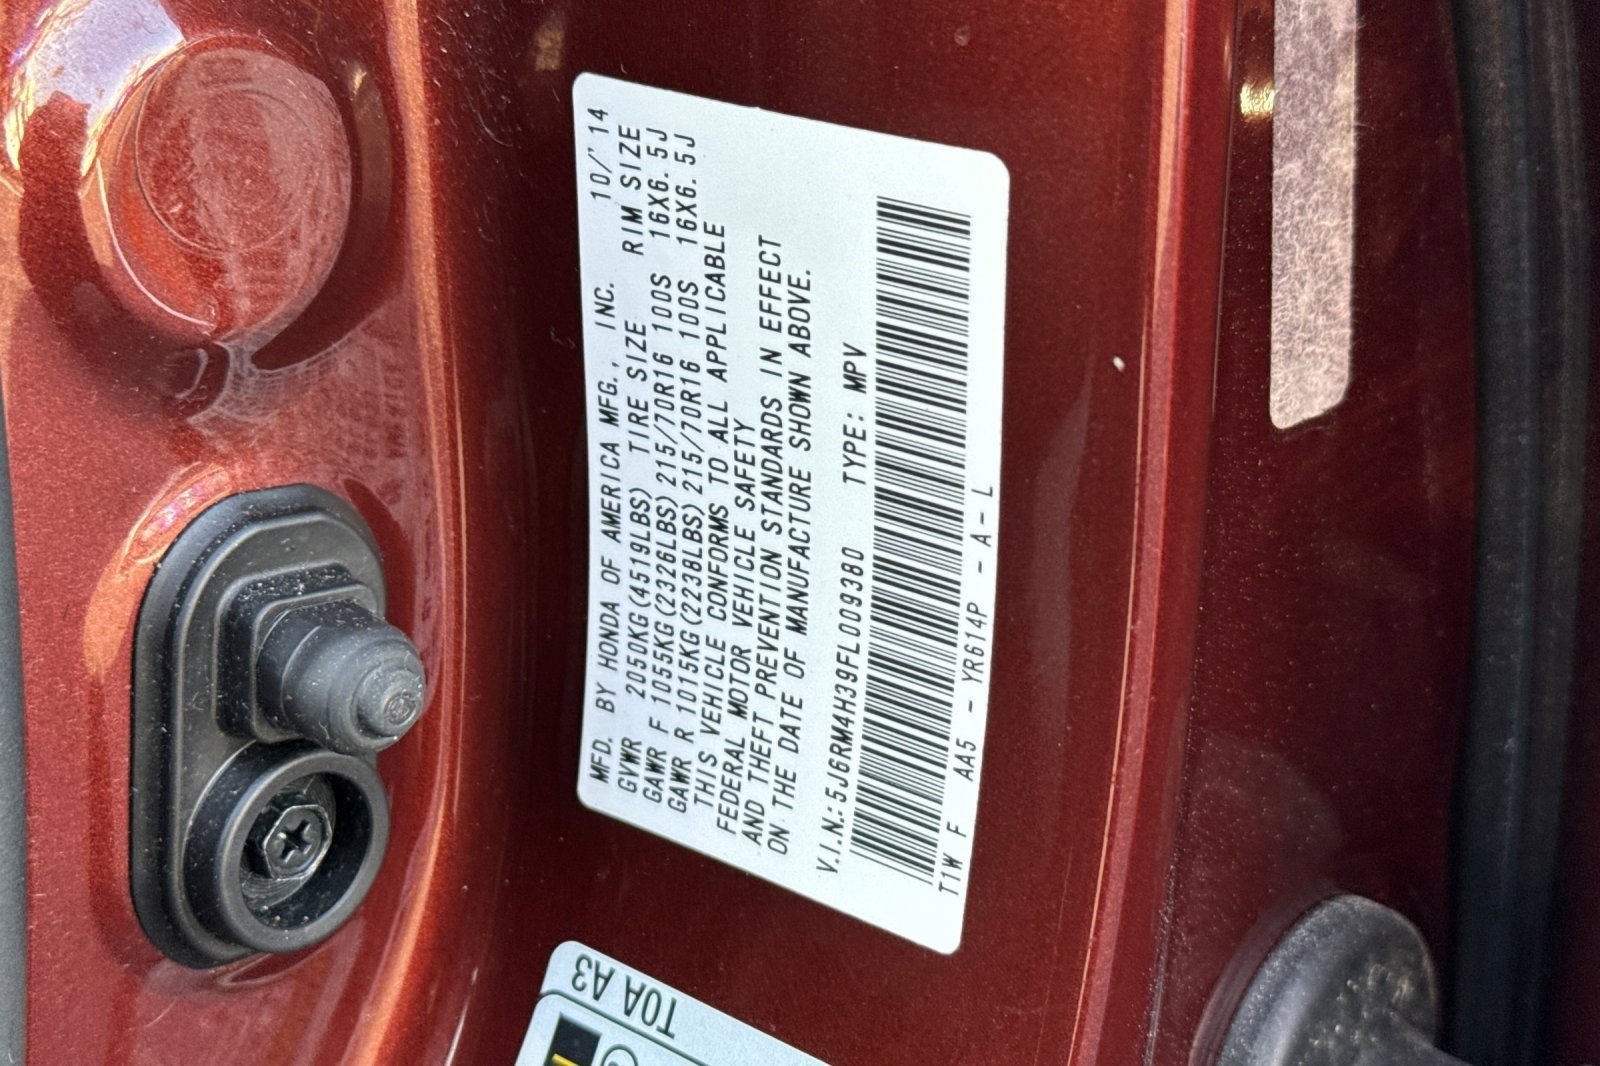 MFD. BY HONDA OF AMERICA MFG., INC. 10/'14
GVWR 2050KG(4519LBS) TIRE SIZE RIM SIZE
GAWR F 1055KG(2326LBS)215/70R16 100S 16X6.5J
GAWR R 1015KG(2238LBS)215/70R16 100S 16X6.5J
THIS VEHICLE CONFORMS TO ALL APPLICABLE
FEDERAL MOTOR VEHICLE SAFETY
AND THEFT PREVENTION STANDARDS IN EFFECT
ON THE DATE OF MANUFACTURE SHOWN ABOVE.
V.I.N.:5J6RM4H39FL009380 TYPE: MPV
T1W F AA5 - YR614P - A - L
T0A A3